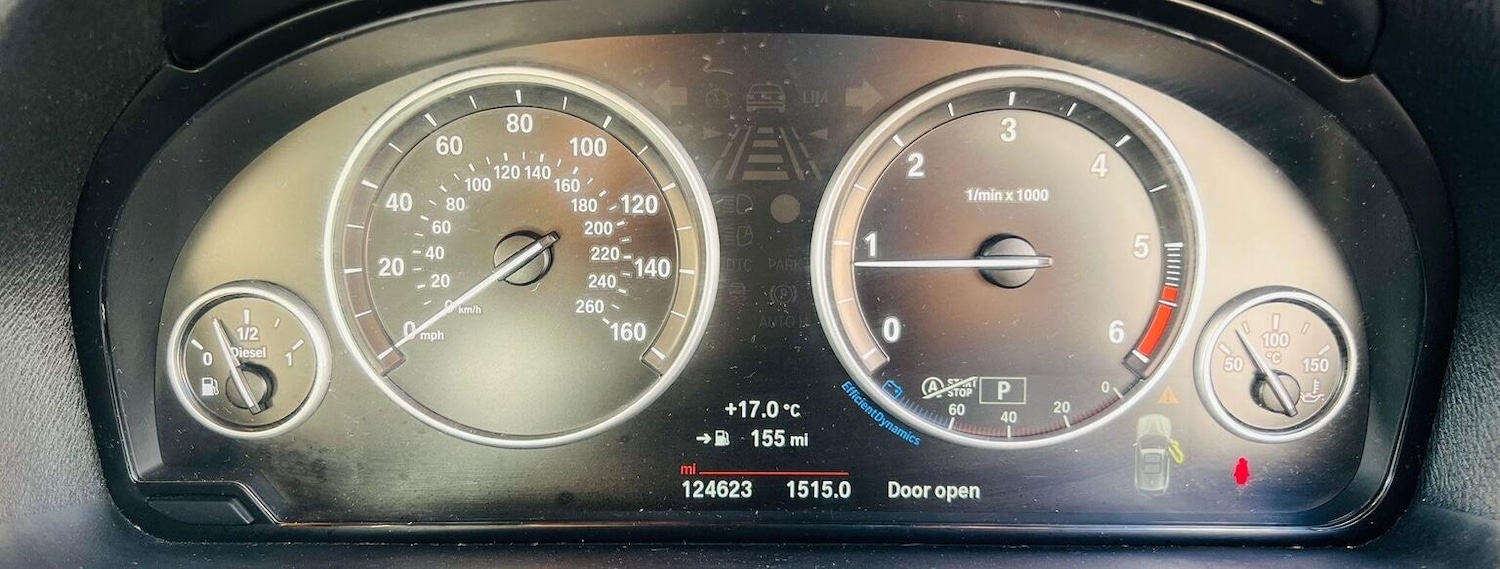 LIM
DTC PARK
(P)
AUTO H
80
60 100
120 140
100 160
40 80 180 120
60 200
40 220
20 140
20 240
0 km/h 260
0 mph 160
3
2 4
1/min x 1000
1 5
0 6
1/2
0 Diesel 1
100
50 °C 150
A START STOP P
60 40 20 0
EfficientDynamics
+17.0 °C
155 mi
mi
124623 1515.0 Door open